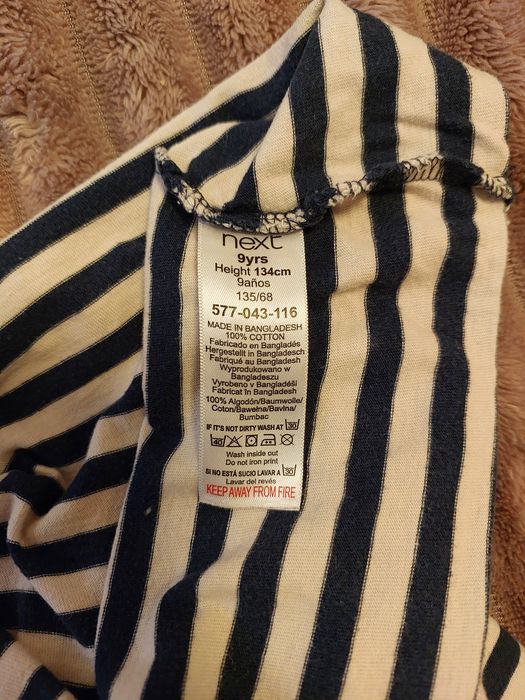 next
9yrs
Height 134cm
9años
135/68
577-043-116
MADE IN BANGLADESH
100% COTTON
Fabricado en Bangladés
Hergestellt in Bangladesch
Fabriqué au Bangladesh
Wyprodukowano w
Bangladeszu
Vyrobeno v Bangladéši
Fabricat în Bangladesh
100% Algodón/Baumwolle/
Coton/Bawełna/Bavlna/
Bumbac
IF IT'S NOT DIRTY WASH AT 30
40
Wash inside out
Do not iron print
SI NO ESTÁ SUCIO LAVAR A 30
Lavar del revés
KEEP AWAY FROM FIRE